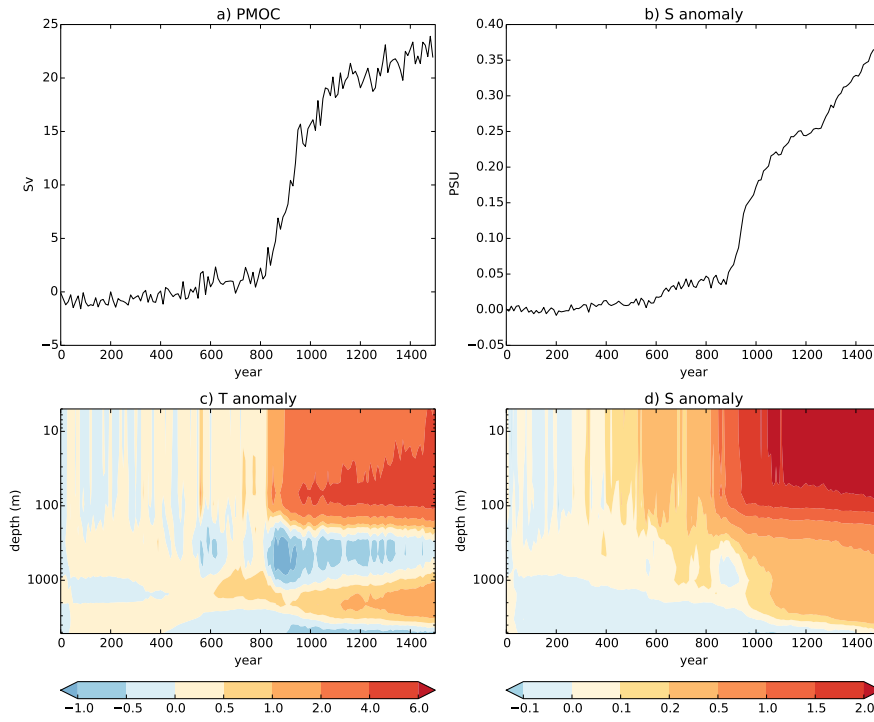 a) PMOC
b) S anomaly
25
20
15
10
5
0
−5
Sv
0 200 400 600 800 1000 1200 1400
year
0.40
0.35
0.30
0.25
0.20
0.15
0.10
0.05
0.00
−0.05
PSU
0 200 400 600 800 1000 1200 1400
year
c) T anomaly
d) S anomaly
10
100
1000
depth (m)
0 200 400 600 800 1000 1200 1400
year
10
100
1000
depth (m)
0 200 400 600 800 1000 1200 1400
year
−1.0 −0.5 0.0 0.5 1.0 2.0 4.0 6.0
−0.1 0.0 0.1 0.2 0.5 1.0 1.5 2.0